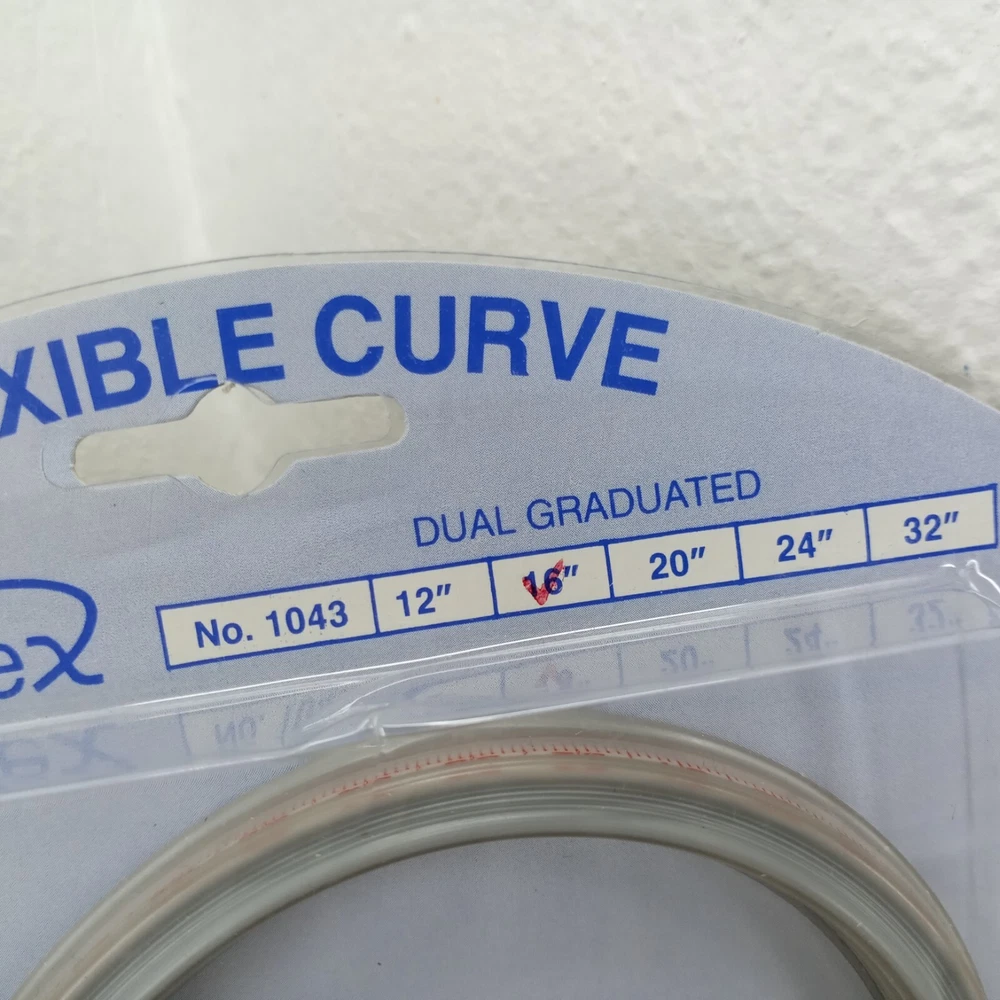 XIBLE CURVE
DUAL GRADUATED
No. 1043 12" 16" 20" 24" 32"
ex